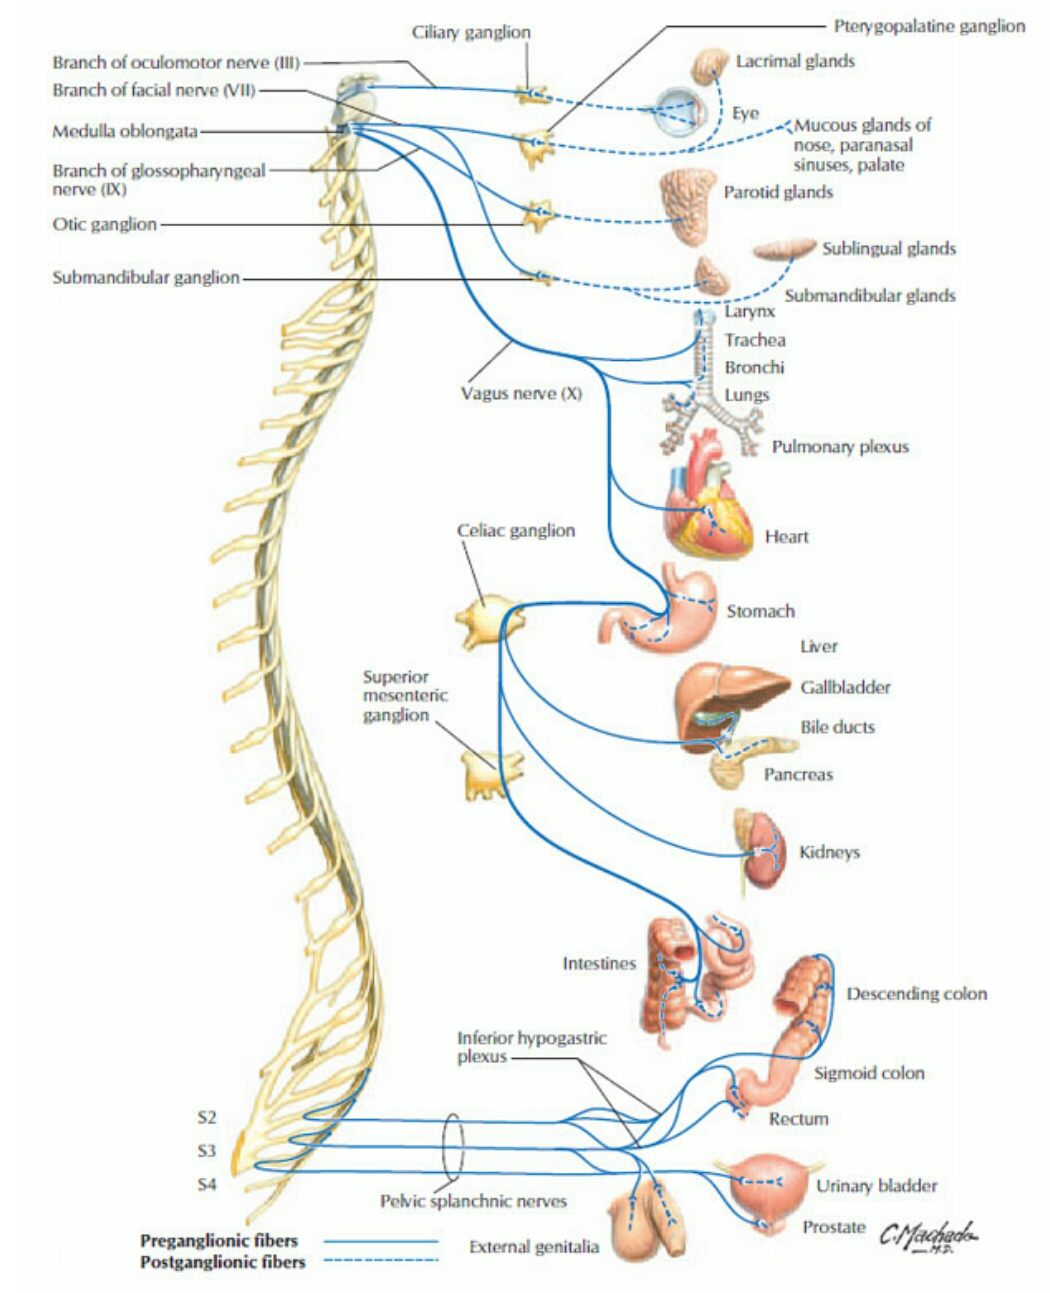 Ciliary ganglion
Pterygopalatine ganglion
Branch of oculomotor nerve (III)
Lacrimal glands
Branch of facial nerve (VII)
Eye
Medulla oblongata
Mucous glands of
nose, paranasal
sinuses, palate
Branch of glossopharyngeal
nerve (IX)
Parotid glands
Otic ganglion
Sublingual glands
Submandibular ganglion
Submandibular glands
Larynx
Trachea
Bronchi
Lungs
Vagus nerve (X)
Pulmonary plexus
Celiac ganglion
Heart
Stomach
Liver
Superior
mesenteric
ganglion
Gallbladder
Bile ducts
Pancreas
Kidneys
Intestines
Descending colon
Inferior hypogastric
plexus
Sigmoid colon
S2
Rectum
S3
S4
Pelvic splanchnic nerves
Urinary bladder
Prostate
C.Machado
M.D.
Preganglionic fibers
External genitalia
Postganglionic fibers